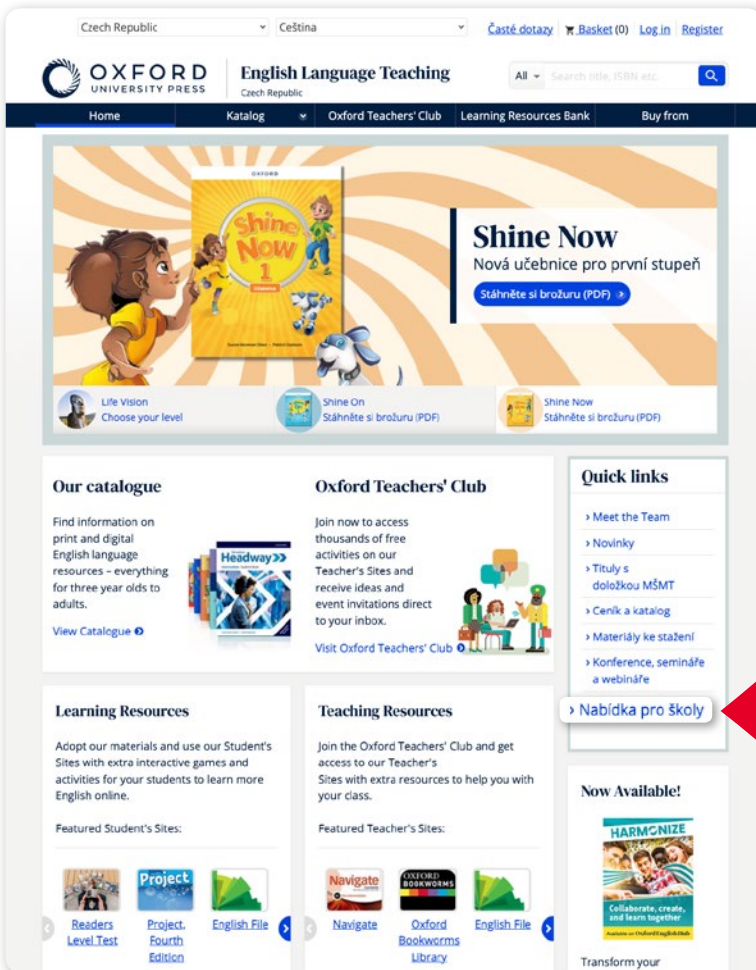 Czech Republic
Čeština
Časté dotazy
Basket (0)
Log in
Register
OXFORD
UNIVERSITY PRESS
English Language Teaching
Czech Republic
All
Search title, ISBN etc.
Home
Katalog
Oxford Teachers' Club
Learning Resources Bank
Buy from
OXFORD
Shine
Now
1
Učebnice
Shine Now
Nová učebnice pro první stupeň
Stáhněte si brožuru (PDF)
Life Vision
Choose your level
Shine On
Stáhněte si brožuru (PDF)
Shine Now
Stáhněte si brožuru (PDF)
Our catalogue
Find information on
print and digital
English language
resources – everything
for three year olds to
adults.
View Catalogue
Headway
Oxford Teachers' Club
Join now to access
thousands of free
activities on our
Teacher's Sites and
receive ideas and
event invitations direct
to your inbox.
Visit Oxford Teachers' Club
Quick links
› Meet the Team
› Novinky
› Tituly s
doložkou MŠMT
› Ceník a katalog
› Materiály ke stažení
› Konference, semináře
a webináře
› Nabídka pro školy
Learning Resources
Adopt our materials and use our Student's
Sites with extra interactive games and
activities for your students to learn more
English online.
Featured Student's Sites:
Project
Readers
Level Test
Project,
Fourth
Edition
English File
Teaching Resources
Join the Oxford Teachers' Club and get
access to our Teacher's
Sites with extra resources to help you with
your class.
Featured Teacher's Sites:
Navigate
OXFORD
BOOKWORMS
Navigate
Oxford
Bookworms
Library
English File
Now Available!
HARMONIZE
Collaborate, create,
and learn together
Available on Oxford English Hub
Transform your